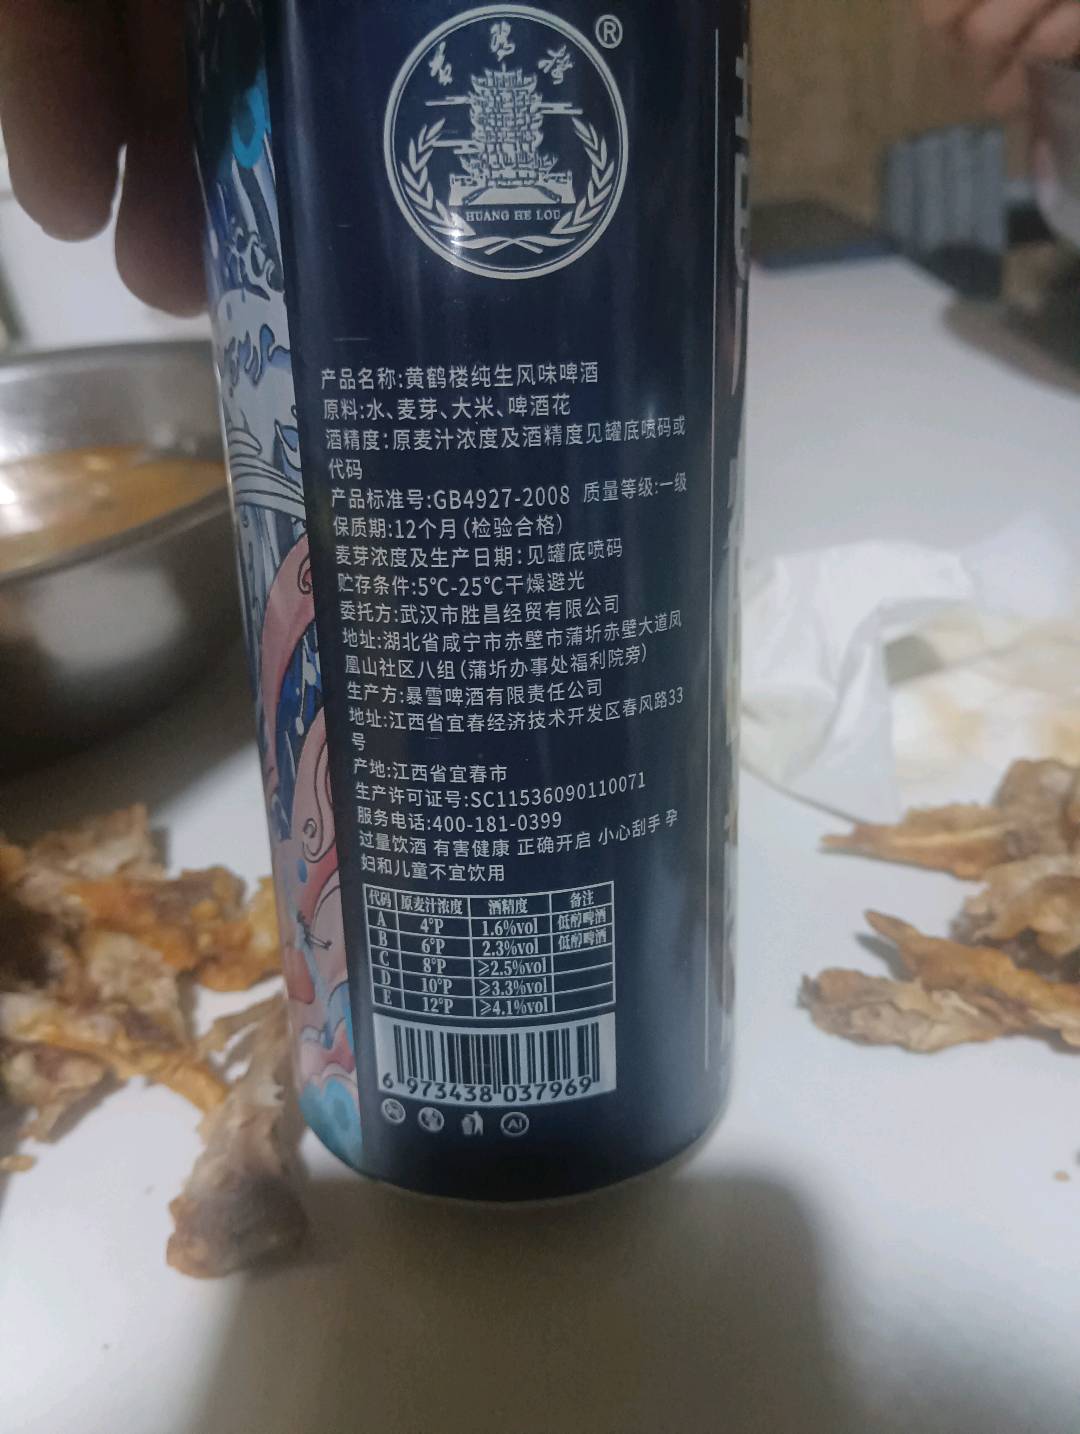 黄鹤楼
®
HUANG HE LOU
产品名称:黄鹤楼纯生风味啤酒
原料:水、麦芽、大米、啤酒花
酒精度:原麦汁浓度及酒精度见罐底喷码或
代码
产品标准号:GB4927-2008 质量等级:一级
保质期:12个月(检验合格)
麦芽浓度及生产日期:见罐底喷码
贮存条件:5℃-25℃干燥避光
委托方:武汉市胜昌经贸有限公司
地址:湖北省咸宁市赤壁市蒲圻赤壁大道凤
凰山社区八组(蒲圻办事处福利院旁)
生产方:暴雪啤酒有限责任公司
地址:江西省宜春经济技术开发区春风路33
号
产地:江西省宜春市
生产许可证号:SC11536090110071
服务电话:400-181-0399
过量饮酒 有害健康 正确开启 小心刮手 孕
妇和儿童不宜饮用
代码 原麦汁浓度 酒精度 备注
A 4°P 1.6%vol 低醇啤酒
B 6°P 2.3%vol 低醇啤酒
C 8°P ≥2.5%vol
D 10°P ≥3.3%vol
E 12°P ≥4.1%vol
6 973438 037969
Al